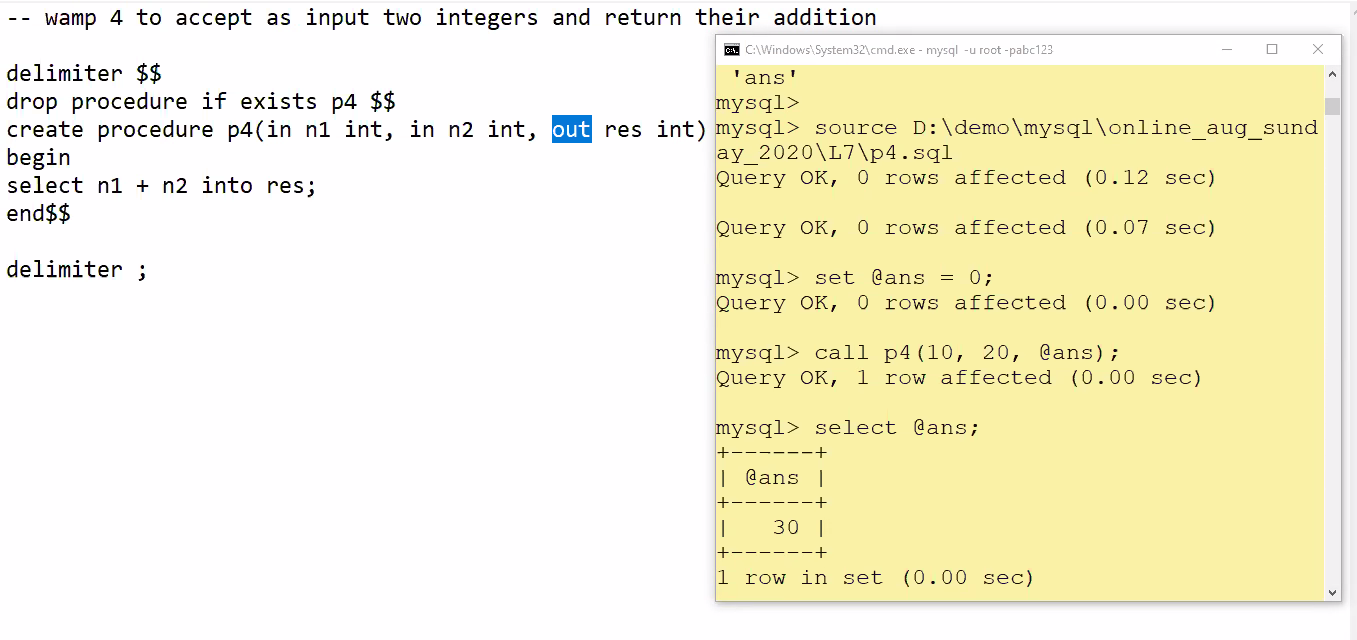 -- wamp 4 to accept as input two integers and return their addition
delimiter $$
drop procedure if exists p4 $$
create procedure p4(in n1 int, in n2 int, out res int)
begin
select n1 + n2 into res;
end$$
delimiter ;
C:\Windows\System32\cmd.exe - mysql -u root -pabc123
'ans'
mysql>
mysql> source D:\demo\mysql\online_aug_sund
ay_2020\L7\p4.sql
Query OK, 0 rows affected (0.12 sec)
Query OK, 0 rows affected (0.07 sec)
mysql> set @ans = 0;
Query OK, 0 rows affected (0.00 sec)
mysql> call p4(10, 20, @ans);
Query OK, 1 row affected (0.00 sec)
mysql> select @ans;
+------+
| @ans |
+------+
|   30 |
+------+
1 row in set (0.00 sec)